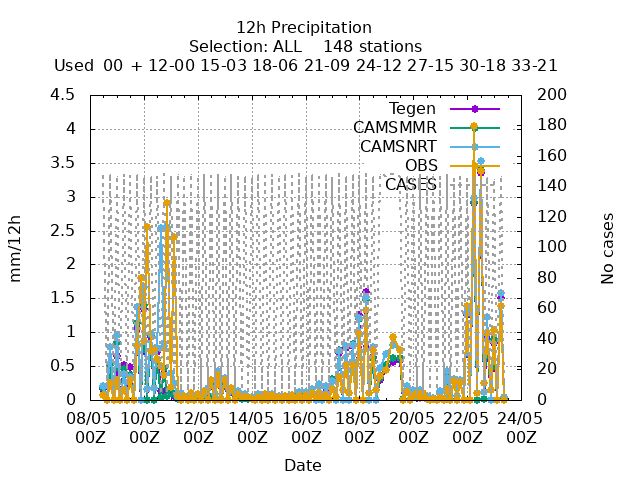 12h Precipitation
Selection: ALL 148 stations
Used 00 + 12-00 15-03 18-06 21-09 24-12 27-15 30-18 33-21
4.5 200
4 180
3.5 160
3 140
2.5 120
2 100
1.5 80
1 60
0.5 40
0 20
0
Tegen
CAMSMMR
CAMSNRT
OBS
CASES
mm/12h
No cases
08/05 10/05 12/05 14/05 16/05 18/05 20/05 22/05 24/05
00Z 00Z 00Z 00Z 00Z 00Z 00Z 00Z 00Z
Date